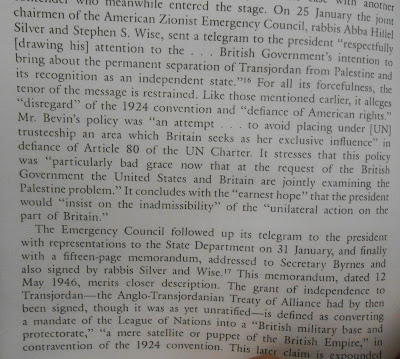 case with another
contender who meanwhile entered the stage. On 25 January the joint
chairmen of the American Zionist Emergency Council, rabbis Abba Hillel
Silver and Stephen S. Wise, sent a telegram to the president “respectfully
[drawing his] attention to the . . . British Government’s intention to
bring about the permanent separation of Transjordan from Palestine and
its recognition as an independent state.”16 For all its forcefulness, the
tenor of the message is restrained. Like those mentioned earlier, it alleges
“disregard” of the 1924 convention and “defiance of American rights.”
Mr. Bevin’s policy was “an attempt . . . to avoid placing under [UN]
trusteeship an area which Britain seeks as her exclusive influence” in
defiance of Article 80 of the UN Charter. It stresses that this policy
was “particularly bad grace now that at the request of the British
Government the United States and Britain are jointly examining the
Palestine problem.” It concludes with the “earnest hope” that the president
would “insist on the inadmissibility” of the “unilateral action on the
part of Britain.”
The Emergency Council followed up its telegram to the president
with representations to the State Department on 31 January, and finally
with a fifteen-page memorandum, addressed to Secretary Byrnes and
also signed by rabbis Silver and Wise.17 This memorandum, dated 12
May 1946, merits closer description. The grant of independence to
Transjordan—the Anglo-Transjordanian Treaty of Alliance had by then
been signed, though it was as yet unratified—is defined as converting
a mandate of the League of Nations into a “British military base and
protectorate,” “a mere satellite or puppet of the British Empire,” in
contravention of the 1924 convention. This later claim is expounded